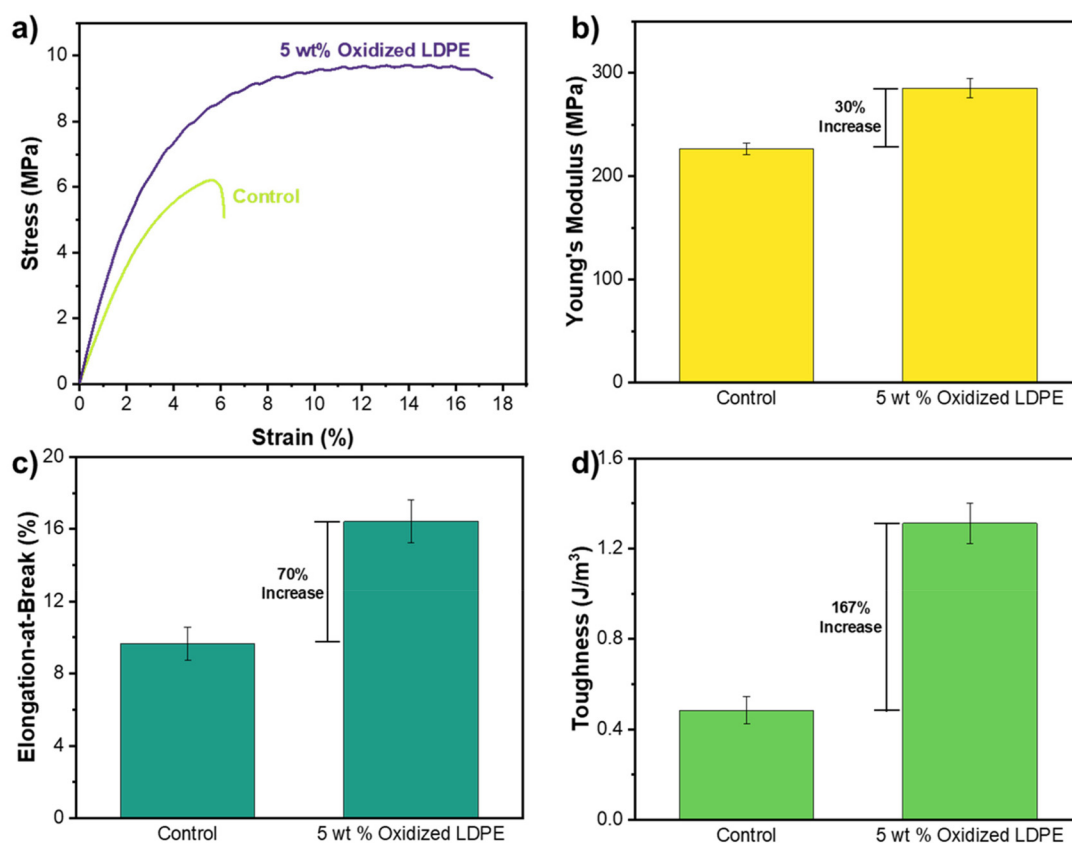 a)
5 wt% Oxidized LDPE
Control
Stress (MPa)
0
2
4
6
8
10
0 2 4 6 8 10 12 14 16 18
Strain (%)
b)
Young's Modulus (MPa)
300
200
100
0
30%
Increase
Control
5 wt % Oxidized LDPE
c)
Elongation-at-Break (%)
20
16
12
8
4
0
70%
Increase
Control
5 wt % Oxidized LDPE
d)
Toughness (J/m³)
1.6
1.2
0.8
0.4
0.0
167%
Increase
Control
5 wt % Oxidized LDPE